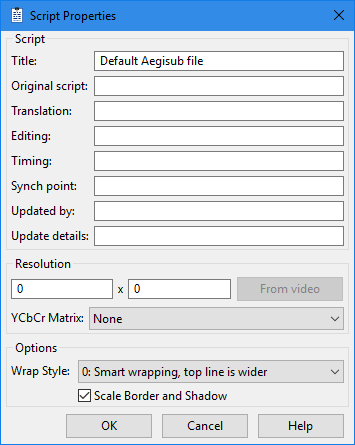 Script Properties
Script
Title: Default Aegisub file
Original script:
Translation:
Editing:
Timing:
Synch point:
Updated by:
Update details:
Resolution
0 x 0 From video
YCbCr Matrix: None
Options
Wrap Style: 0: Smart wrapping, top line is wider
Scale Border and Shadow
OK Cancel Help